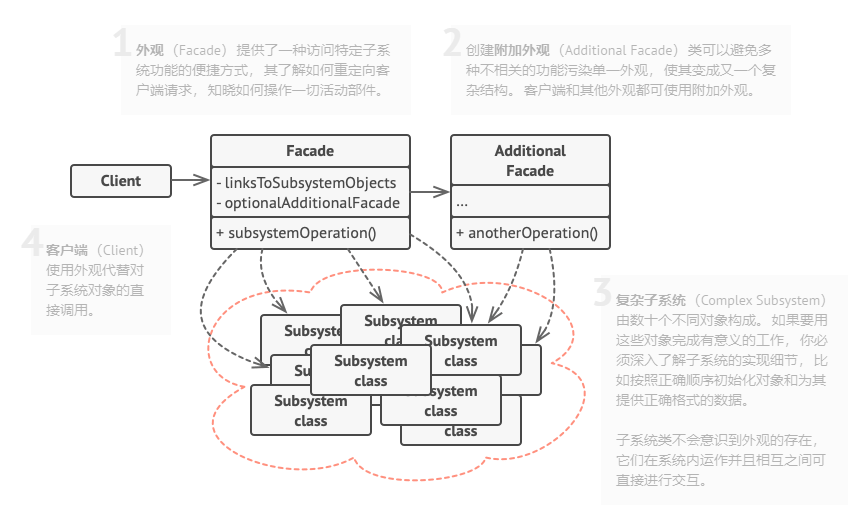 1
外观（Facade）提供了一种访问特定子系
统功能的便捷方式，其了解如何重定向
客户端请求，知晓如何操作一切活动部件。
2
创建附加外观（Additional Facade）类可以避免多
种不相关的功能污染单一外观，使其变成又一个复
杂结构。客户端和其他外观都可使用附加外观。
Client
Facade
- linksToSubsystemObjects
- optionalAdditionalFacade
+ subsystemOperation()
Additional
Facade
...
+ anotherOperation()
4
客户端（Client）
使用外观代替对
子系统对象的直
接调用。
3
复杂子系统（Complex Subsystem）
由数十个不同对象构成。如果要用
这些对象完成有意义的工作，你必
须深入了解子系统的实现细节，比
如按照正确顺序初始化对象和为其
提供正确格式的数据。
子系统类不会意识到外观的存在，
它们在系统内运作并且相互之间可
直接进行交互。
Subsystem
Subsystem
Subsystem
class
Subsystem
class
Su
Subsystem
class
Subsystem
class
class